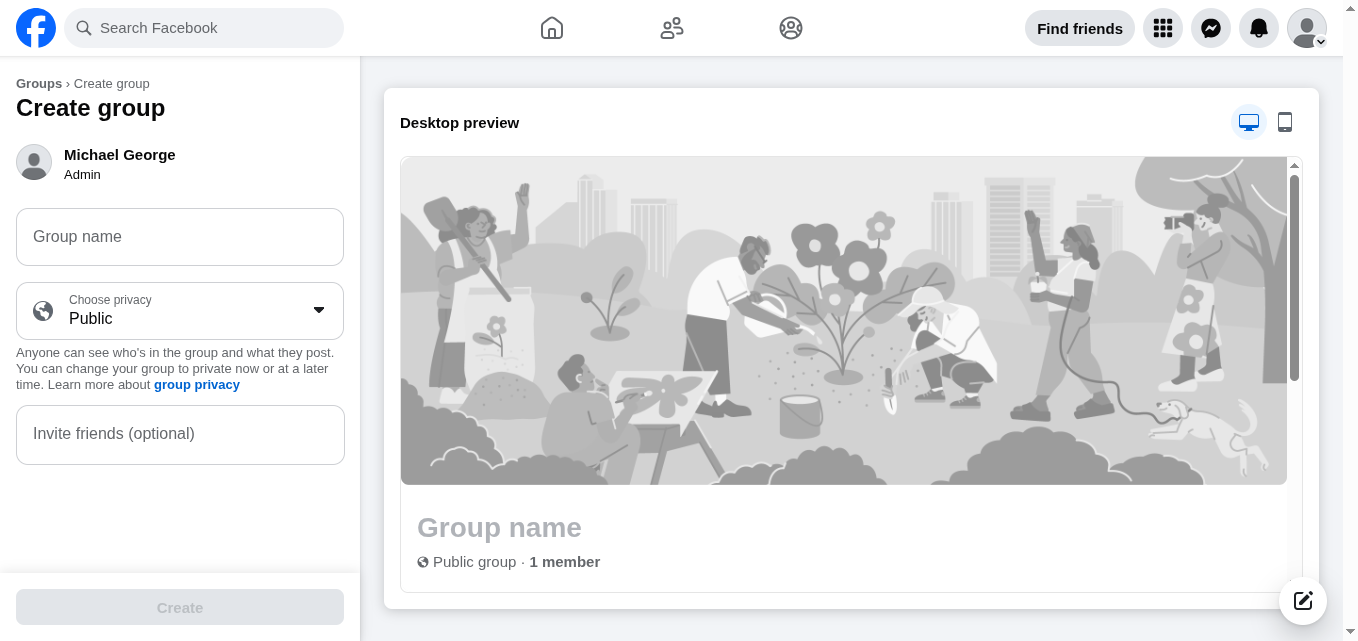 Search Facebook
Find friends
Groups › Create group
Create group
Michael George
Admin
Group name
Choose privacy
Public
Anyone can see who's in the group and what they post.
You can change your group to private now or at a later
time. Learn more about group privacy
Invite friends (optional)
Create
Desktop preview
Group name
Public group · 1 member